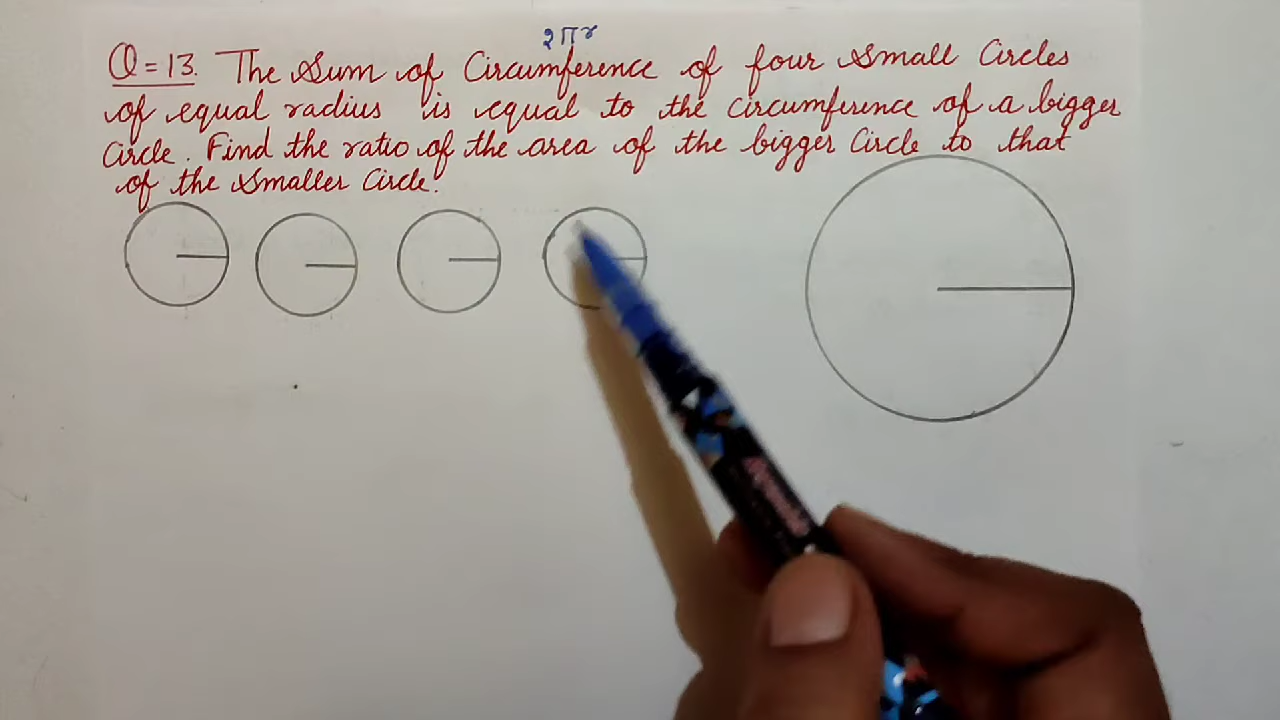 2πr
Q=13. The Sum of Circumference of four Small Circles
of equal radius is equal to the circumference of a bigger
Circle. Find the ratio of the area of the bigger Circle to that
of the Smaller Circle.